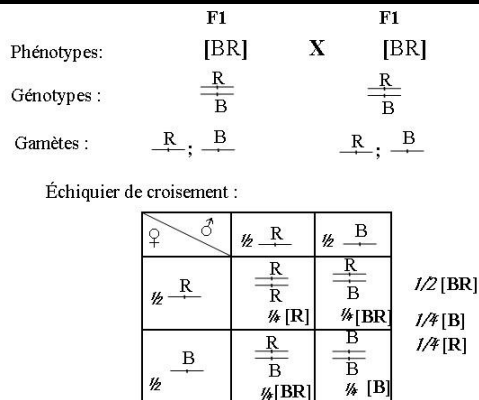 F1 F1
Phénotypes: [BR] X [BR]
Génotypes : R R
B B
Gamètes : R ; B R ; B
Échiquier de croisement :
♀ ♂ ½ R ½ B
½ R R R
R B
¼ [R] ¼ [BR]
½ B R B
B B
¼ [BR] ¼ [B]
1/2 [BR]
1/4 [B]
1/4 [R]